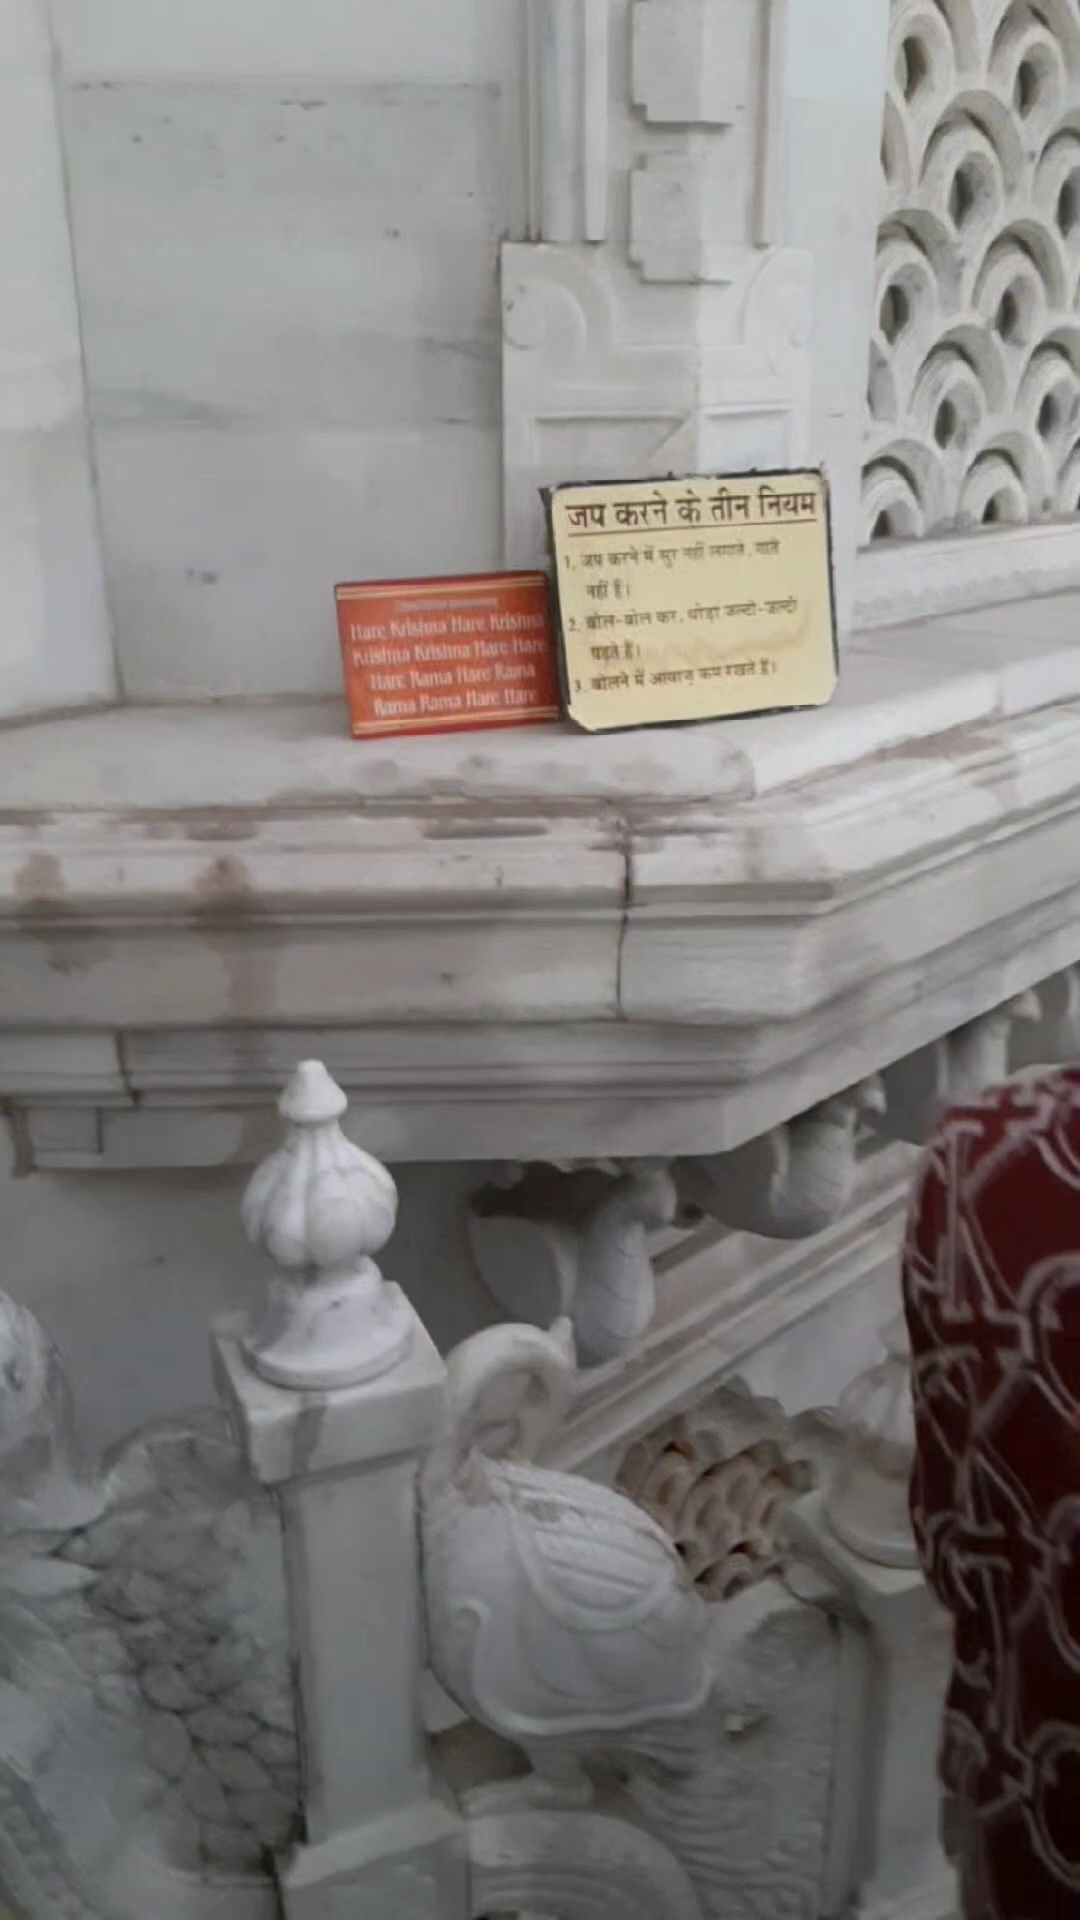 Hare Krishna Hare Krishna
Krishna Krishna Hare Hare
Hare Rama Hare Rama
Rama Rama Hare Hare
जप करने के तीन नियम
1. जप करने में सुर नहीं लगाते, गाते
नहीं हैं।
2. बोल-बोल कर, थोड़ा जल्दी-जल्दी
पढ़ते हैं।
3. बोलने में आवाज़ कम रखते हैं।